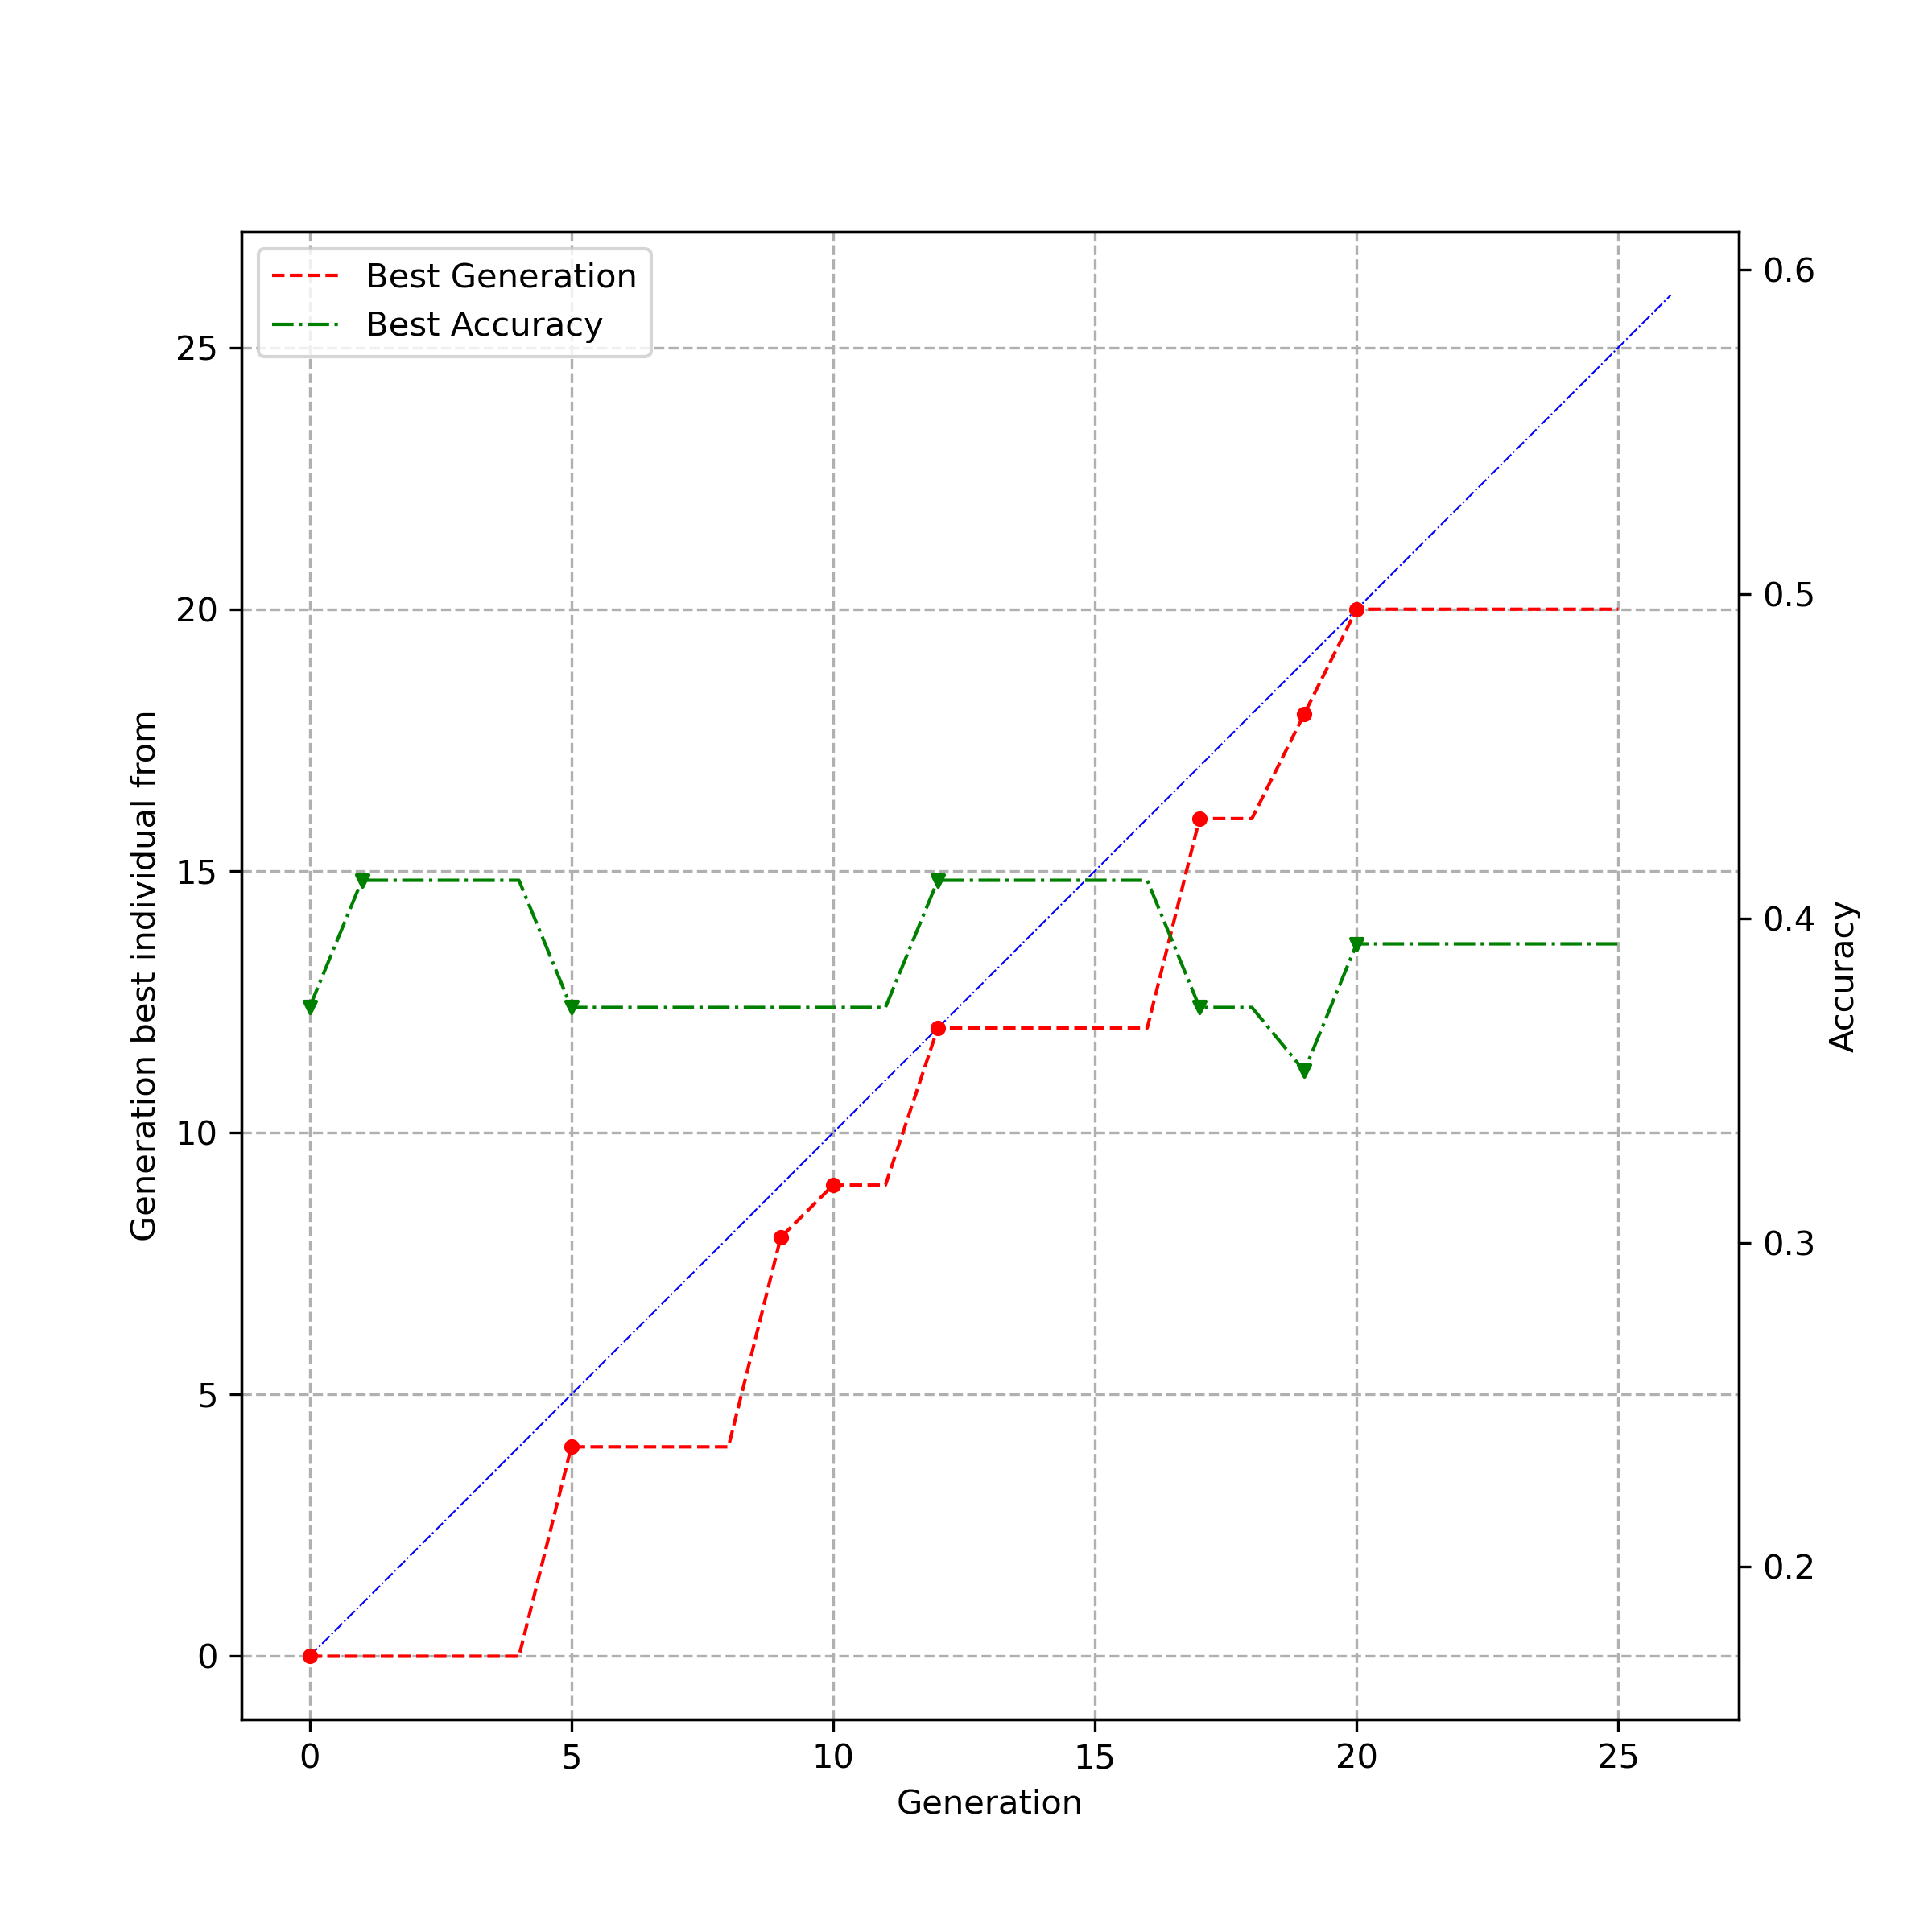 Best Generation
Best Accuracy
Generation best individual from
25
20
15
10
5
0
0.6
0.5
0.4
0.3
0.2
Accuracy
0 5 10 15 20 25
Generation